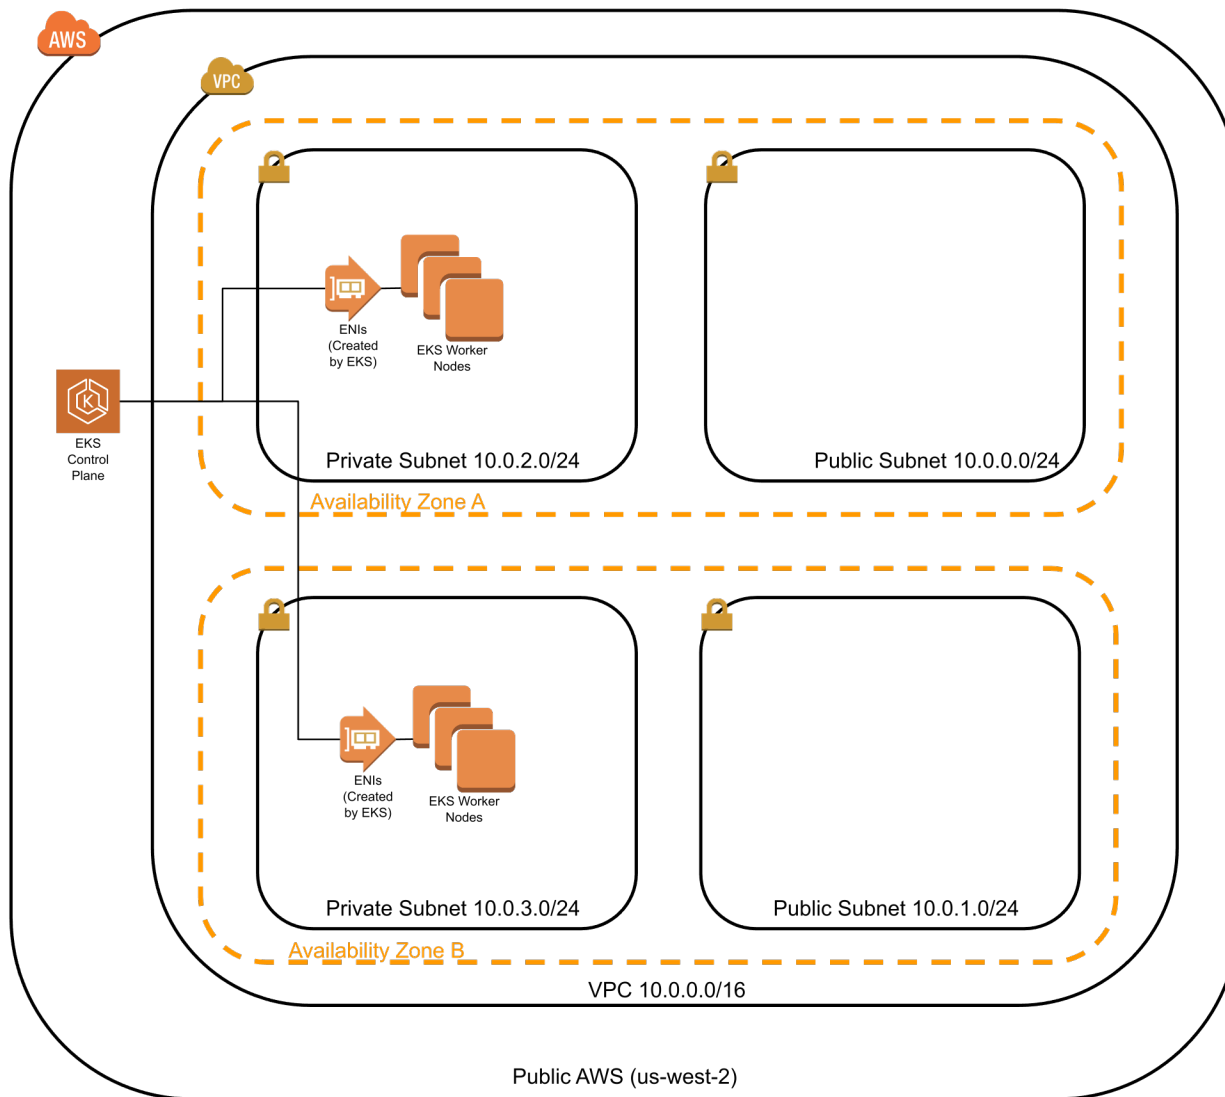 AWS
VPC
ENIs
(Created
by EKS)
EKS Worker
Nodes
EKS
Control
Plane
Private Subnet 10.0.2.0/24
Public Subnet 10.0.0.0/24
Availability Zone A
ENIs
(Created
by EKS)
EKS Worker
Nodes
Private Subnet 10.0.3.0/24
Public Subnet 10.0.1.0/24
Availability Zone B
VPC 10.0.0.0/16
Public AWS (us-west-2)
K